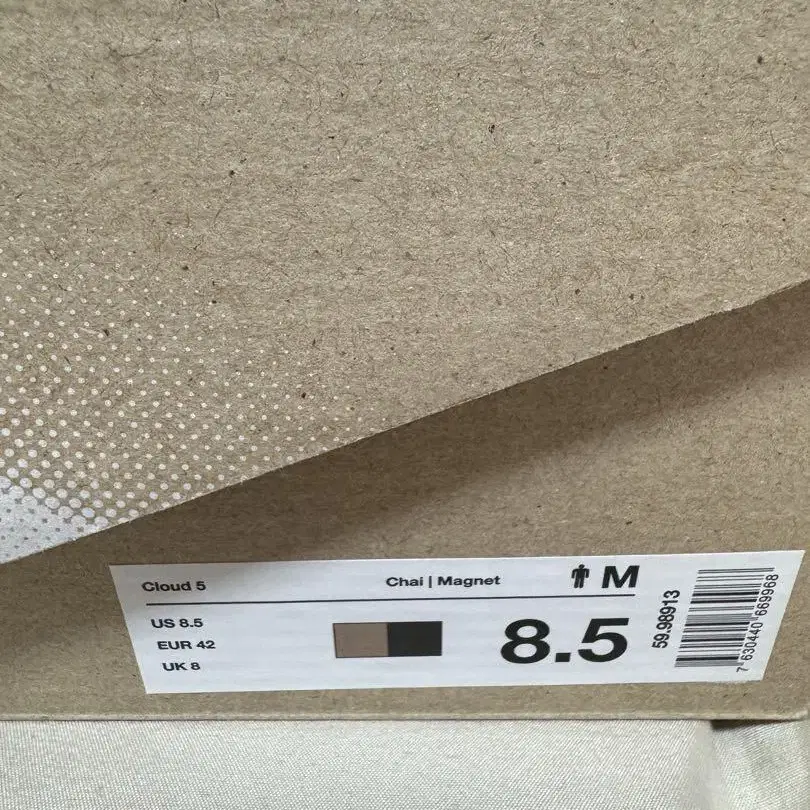 Cloud 5
Chai | Magnet
M
US 8.5
EUR 42
UK 8
8.5
59.98913
7 630440 669968